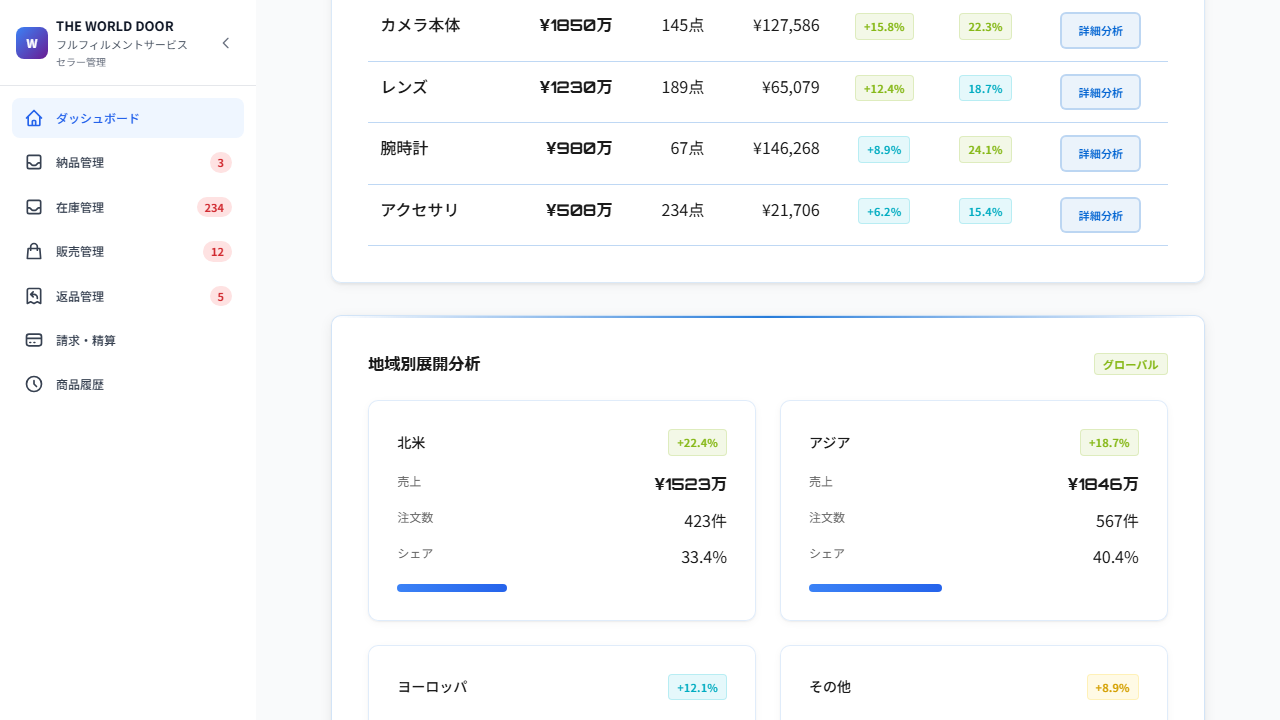 W
THE WORLD DOOR
フルフィルメントサービス
セラー管理
ダッシュボード
納品管理 3
在庫管理 234
販売管理 12
返品管理 5
請求・精算
商品履歴
カメラ本体 ¥1850万 145点 ¥127,586 +15.8% 22.3% 詳細分析
レンズ ¥1230万 189点 ¥65,079 +12.4% 18.7% 詳細分析
腕時計 ¥980万 67点 ¥146,268 +8.9% 24.1% 詳細分析
アクセサリ ¥508万 234点 ¥21,706 +6.2% 15.4% 詳細分析
地域別展開分析 グローバル
北米 +22.4%
売上 ¥1523万
注文数 423件
シェア 33.4%
アジア +18.7%
売上 ¥1846万
注文数 567件
シェア 40.4%
ヨーロッパ +12.1%
その他 +8.9%